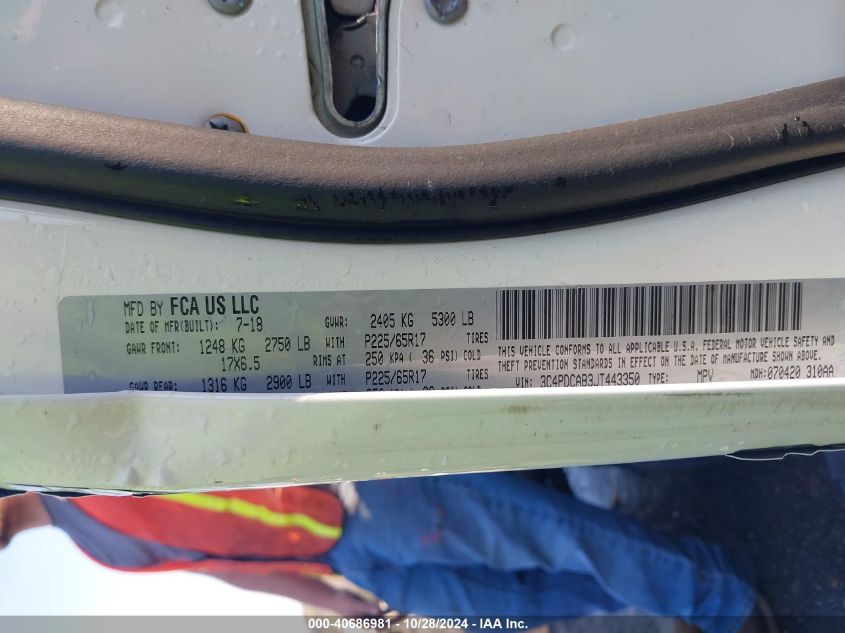 MFD BY FCA US LLC
DATE OF MFR(BUILT): 7-18 GVWR: 2405 KG 5300 LB
GAWR FRONT: 1248 KG 2750 LB WITH P225/65R17 TIRES
17X6.5 RIMS AT 250 KPA ( 36 PSI) COLD
GAWR REAR: 1316 KG 2900 LB WITH P225/65R17 TIRES
THIS VEHICLE CONFORMS TO ALL APPLICABLE U.S.A. FEDERAL MOTOR VEHICLE SAFETY AND
THEFT PREVENTION STANDARDS IN EFFECT ON THE DATE OF MANUFACTURE SHOWN ABOVE.
VIN: 3C4PDCAB3JT443350 TYPE: MPV MDH: 070420 310AA
000-40686981 - 10/28/2024 - IAA Inc.